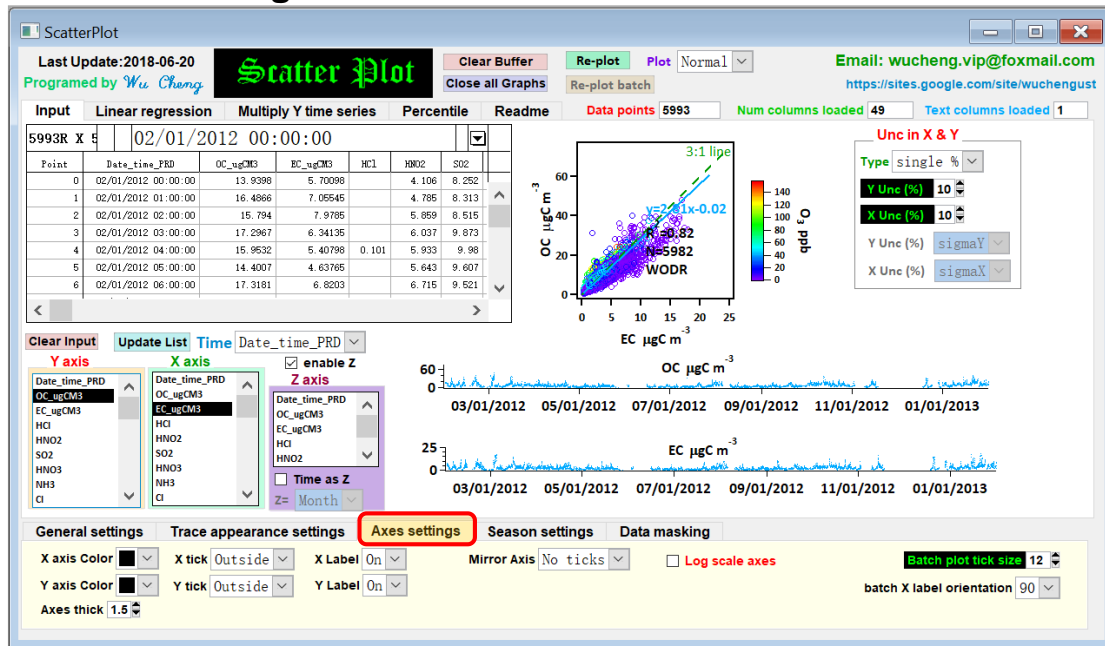 ScatterPlot
Last Update:2018-06-20
Programed by Wu Cheng
Scatter Plot
Clear Buffer
Close all Graphs
Re-plot
Plot Normal
Re-plot batch
Email: wucheng.vip@foxmail.com
https://sites.google.com/site/wuchengust
Input Linear regression Multiply Y time series Percentile Readme
Data points 5993 Num columns loaded 49 Text columns loaded 1
5993R X 5 02/01/2012 00:00:00
Point Date_time_PRD OC_ugCM3 EC_ugCM3 HCl HNO2 SO2
0 02/01/2012 00:00:00 13.9398 5.70098 4.106 8.252
1 02/01/2012 01:00:00 16.4866 7.05545 4.785 8.313
2 02/01/2012 02:00:00 15.794 7.9785 5.859 8.515
3 02/01/2012 03:00:00 17.2967 6.34135 6.037 9.873
4 02/01/2012 04:00:00 15.9532 5.40798 0.101 5.933 9.98
5 02/01/2012 05:00:00 14.4007 4.63765 5.643 9.607
6 02/01/2012 06:00:00 17.3181 6.8203 6.715 9.521
3:1 line
60
40
20
0
OC µgC m-3
N=5982
WODR
0 5 10 15 20 25
EC µgC m-3
140
120
100
80
60
40
20
0
O3 ppb
Unc in X & Y
Type single %
Y Unc (%) 10
X Unc (%) 10
Y Unc (%) sigmaY
X Unc (%) sigmaX
Clear Input Update List Time Date_time_PRD
Y axis
Date_time_PRD
OC_ugCM3
EC_ugCM3
HCl
HNO2
SO2
HNO3
NH3
Cl
X axis
Date_time_PRD
OC_ugCM3
EC_ugCM3
HCl
HNO2
SO2
HNO3
NH3
Cl
enable Z
Z axis
Date_time_PRD
OC_ugCM3
EC_ugCM3
HCl
HNO2
Time as Z
Z= Month
OC µgC m-3
60
0
03/01/2012 05/01/2012 07/01/2012 09/01/2012 11/01/2012 01/01/2013
EC µgC m-3
25
0
03/01/2012 05/01/2012 07/01/2012 09/01/2012 11/01/2012 01/01/2013
General settings Trace appearance settings Axes settings Season settings Data masking
X axis Color X tick Outside X Label On Mirror Axis No ticks Log scale axes Batch plot tick size 12
Y axis Color Y tick Outside Y Label On batch X label orientation 90
Axes thick 1.5